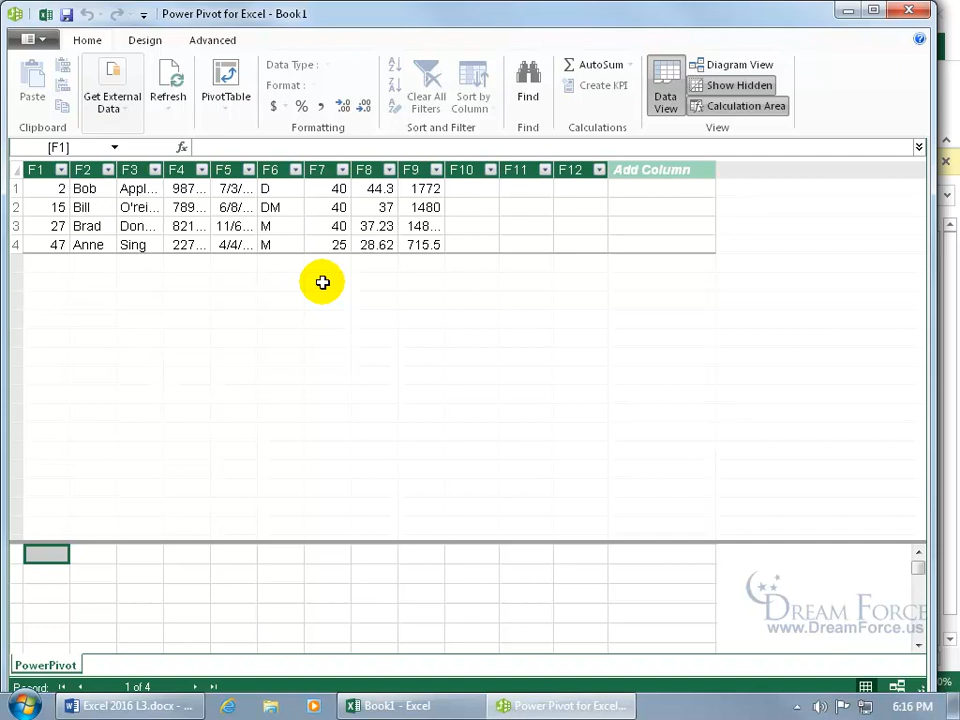 Power Pivot for Excel - Book1
Home Design Advanced
Paste
Clipboard
Get External Data
Refresh
PivotTable
Data Type :
Format :
$ % ,
Formatting
Clear All Filters
Sort by Column
Sort and Filter
Find
Find
AutoSum
Create KPI
Calculations
Data View
Diagram View
Show Hidden
Calculation Area
View
[F1] fx
F1 F2 F3 F4 F5 F6 F7 F8 F9 F10 F11 F12 Add Column
1 2 Bob Appl... 987... 7/3/... D 40 44.3 1772
2 15 Bill O'rei... 789... 6/8/... DM 40 37 1480
3 27 Brad Don... 821... 11/6... M 40 37.23 148...
4 47 Anne Sing 227... 4/4/... M 25 28.62 715.5
DREAM FORCE
www.DreamForce.us
PowerPivot
Record: 1 of 4
0%
Excel 2016 L3.docx - ...
Book1 - Excel
Power Pivot for Excel...
6:16 PM